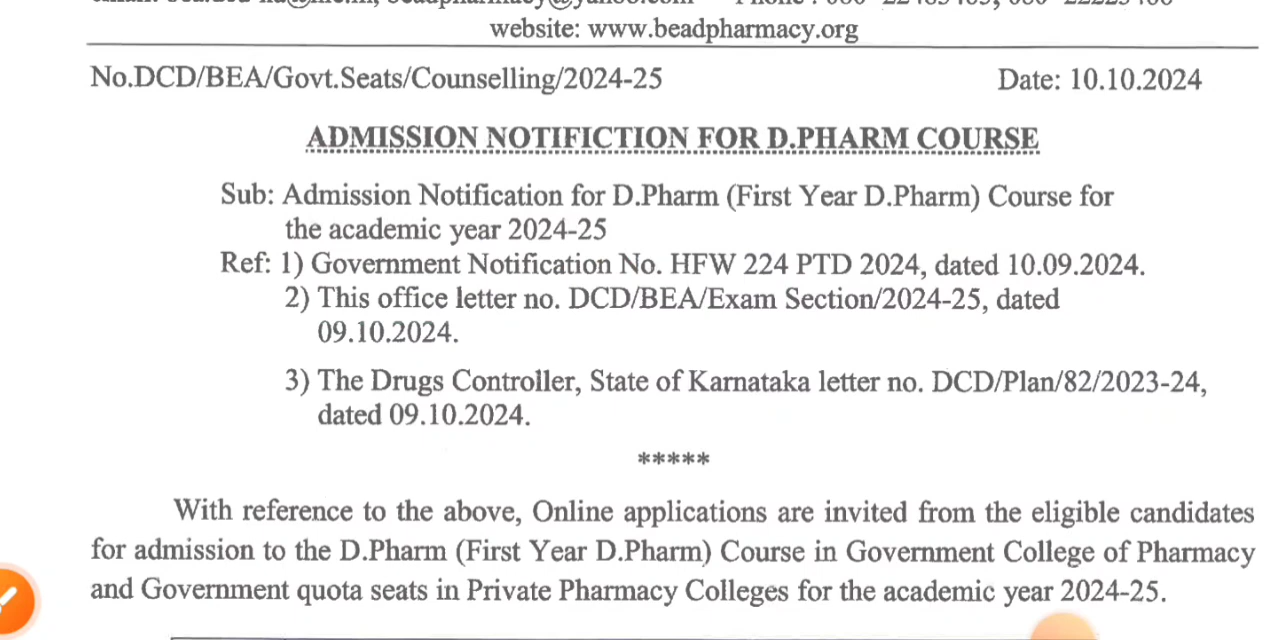 website: www.beadpharmacy.org
No.DCD/BEA/Govt.Seats/Counselling/2024-25 Date: 10.10.2024
ADMISSION NOTIFICTION FOR D.PHARM COURSE
Sub: Admission Notification for D.Pharm (First Year D.Pharm) Course for
the academic year 2024-25
Ref: 1) Government Notification No. HFW 224 PTD 2024, dated 10.09.2024.
2) This office letter no. DCD/BEA/Exam Section/2024-25, dated
09.10.2024.
3) The Drugs Controller, State of Karnataka letter no. DCD/Plan/82/2023-24,
dated 09.10.2024.
*****
With reference to the above, Online applications are invited from the eligible candidates
for admission to the D.Pharm (First Year D.Pharm) Course in Government College of Pharmacy
and Government quota seats in Private Pharmacy Colleges for the academic year 2024-25.